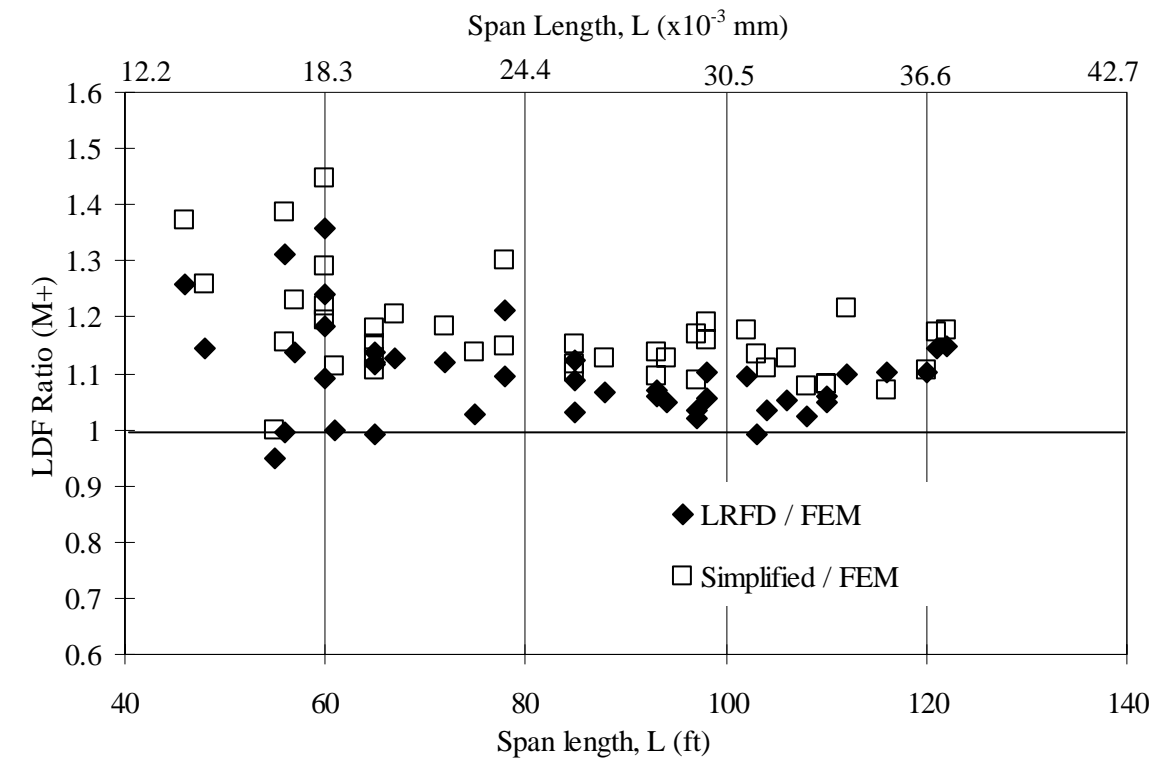 Span Length, L (x10-3 mm)
12.2 18.3 24.4 30.5 36.6 42.7
1.6
1.5
1.4
1.3
1.2
1.1
1
0.9
0.8
0.7
0.6
LDF Ratio (M+)
LRFD / FEM
Simplified / FEM
40 60 80 100 120 140
Span length, L (ft)